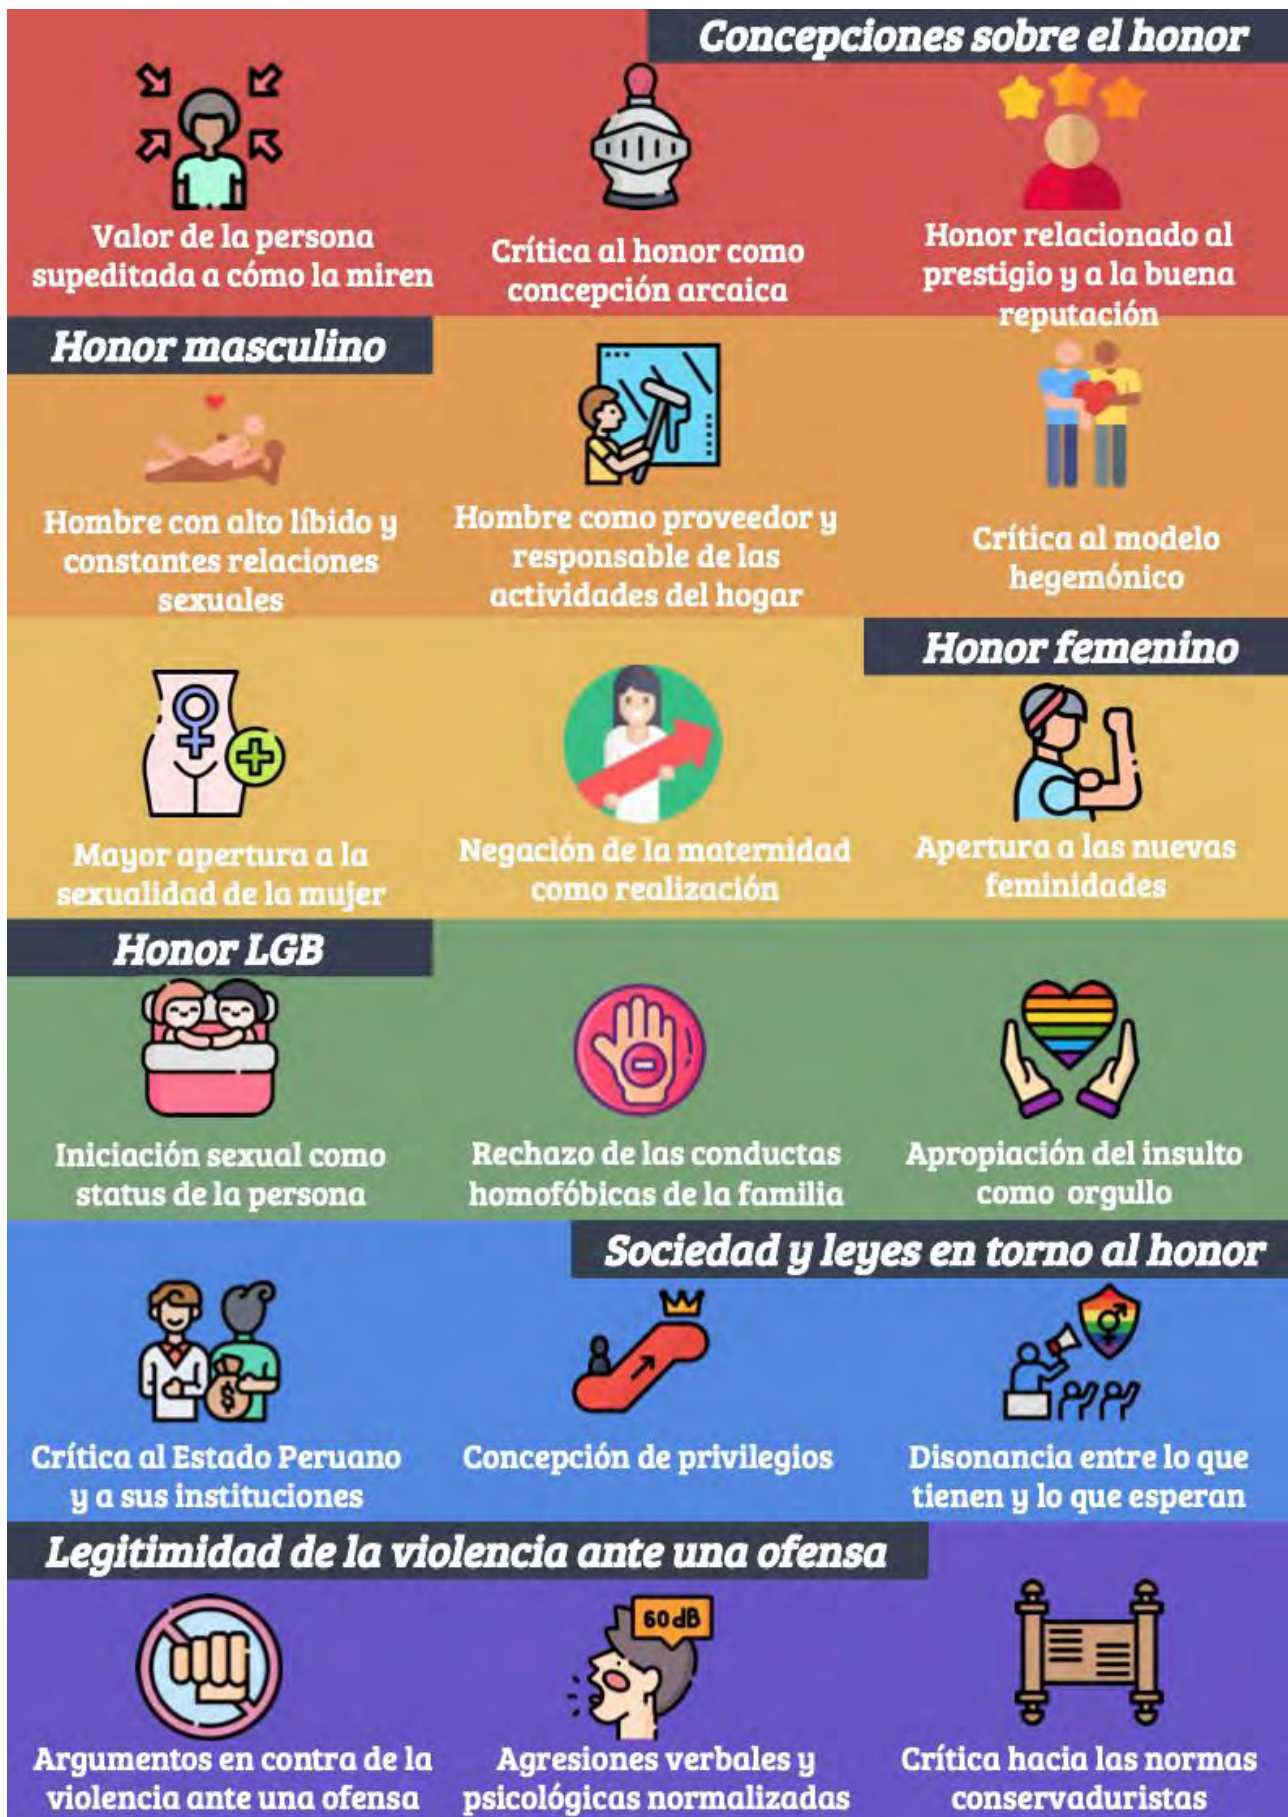 Concepciones sobre el honor
Valor de la persona
supeditada a cómo la miren
Crítica al honor como
concepción arcaica
Honor relacionado al
prestigio y a la buena
reputación
Honor masculino
Hombre con alto líbido y
constantes relaciones
sexuales
Hombre como proveedor y
responsable de las
actividades del hogar
Crítica al modelo
hegemónico
Honor femenino
Mayor apertura a la
sexualidad de la mujer
Negación de la maternidad
como realización
Apertura a las nuevas
feminidades
Honor LGB
Iniciación sexual como
status de la persona
Rechazo de las conductas
homofóbicas de la familia
Apropiación del insulto
como orgullo
Sociedad y leyes en torno al honor
$
Crítica al Estado Peruano
y a sus instituciones
Concepción de privilegios
Disonancia entre lo que
tienen y lo que esperan
Legitimidad de la violencia ante una ofensa
60 dB
Argumentos en contra de la
violencia ante una ofensa
Agresiones verbales y
psicológicas normalizadas
Crítica hacia las normas
conservaduristas